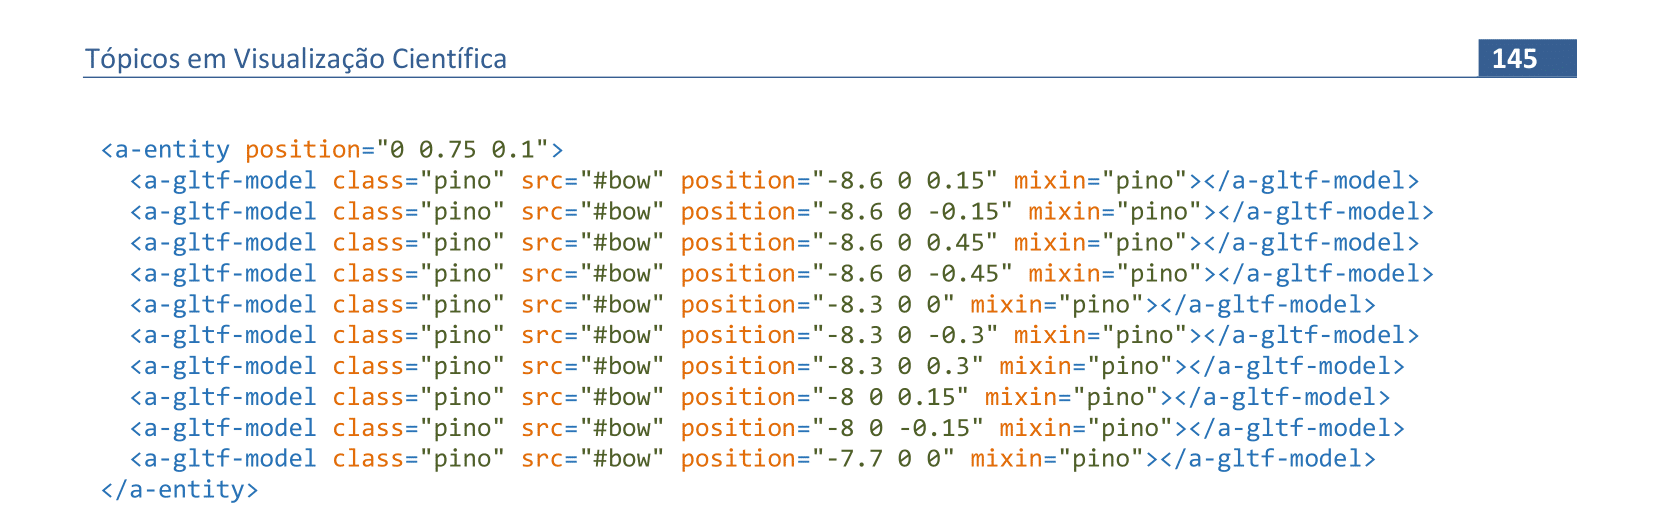 Tópicos em Visualização Científica 145
<a-entity position="0 0.75 0.1">
  <a-gltf-model class="pino" src="#bow" position="-8.6 0 0.15" mixin="pino"></a-gltf-model>
  <a-gltf-model class="pino" src="#bow" position="-8.6 0 -0.15" mixin="pino"></a-gltf-model>
  <a-gltf-model class="pino" src="#bow" position="-8.6 0 0.45" mixin="pino"></a-gltf-model>
  <a-gltf-model class="pino" src="#bow" position="-8.6 0 -0.45" mixin="pino"></a-gltf-model>
  <a-gltf-model class="pino" src="#bow" position="-8.3 0 0" mixin="pino"></a-gltf-model>
  <a-gltf-model class="pino" src="#bow" position="-8.3 0 -0.3" mixin="pino"></a-gltf-model>
  <a-gltf-model class="pino" src="#bow" position="-8.3 0 0.3" mixin="pino"></a-gltf-model>
  <a-gltf-model class="pino" src="#bow" position="-8 0 0.15" mixin="pino"></a-gltf-model>
  <a-gltf-model class="pino" src="#bow" position="-8 0 -0.15" mixin="pino"></a-gltf-model>
  <a-gltf-model class="pino" src="#bow" position="-7.7 0 0" mixin="pino"></a-gltf-model>
</a-entity>